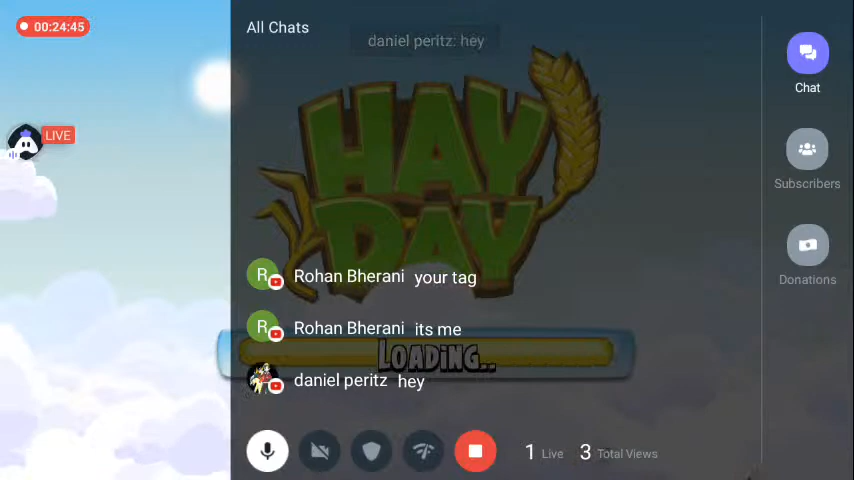 00:24:45
All Chats
daniel peritz: hey
Chat
LIVE
HAY
DAY
Subscribers
Donations
R Rohan Bherani your tag
R Rohan Bherani its me
LOADING..
daniel peritz hey
1 Live 3 Total Views